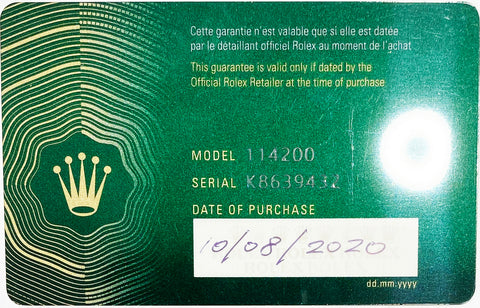 Cette garantie n'est valable que si elle est datée
par le détaillant officiel Rolex au moment de l'achat
This guarantee is valid only if dated by the
Official Rolex Retailer at the time of purchase
MODEL 114200
SERIAL K8639432
DATE OF PURCHASE
10/08/2020
dd.mm.yyyy